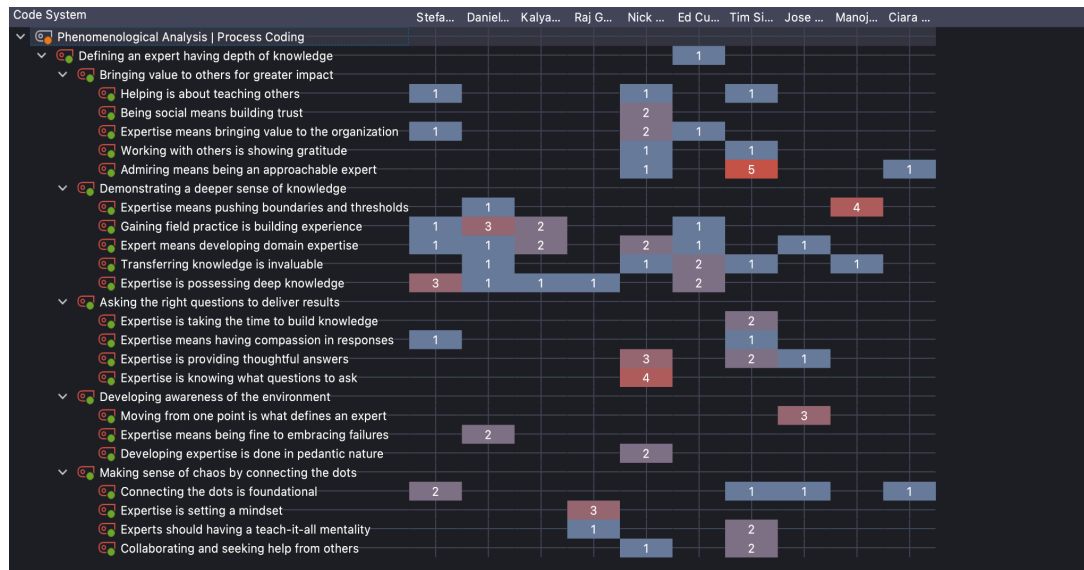 Code System Stefa... Daniel... Kalya... Raj G... Nick ... Ed Cu... Tim Si... Jose ... Manoj... Ciara ...
Phenomenological Analysis | Process Coding
Defining an expert having depth of knowledge 1
Bringing value to others for greater impact
Helping is about teaching others 1 1 1
Being social means building trust 2
Expertise means bringing value to the organization 1 2 1
Working with others is showing gratitude 1 1
Admiring means being an approachable expert 1 5 1
Demonstrating a deeper sense of knowledge
Expertise means pushing boundaries and thresholds 1 4
Gaining field practice is building experience 1 3 2 1
Expert means developing domain expertise 1 1 2 2 1 1
Transferring knowledge is invaluable 1 1 2 1 1
Expertise is possessing deep knowledge 3 1 1 1 2
Asking the right questions to deliver results
Expertise is taking the time to build knowledge 2
Expertise means having compassion in responses 1 1
Expertise is providing thoughtful answers 3 2 1
Expertise is knowing what questions to ask 4
Developing awareness of the environment
Moving from one point is what defines an expert 3
Expertise means being fine to embracing failures 2
Developing expertise is done in pedantic nature 2
Making sense of chaos by connecting the dots
Connecting the dots is foundational 2 1 1 1
Expertise is setting a mindset 3
Experts should having a teach-it-all mentality 1 2
Collaborating and seeking help from others 1 2